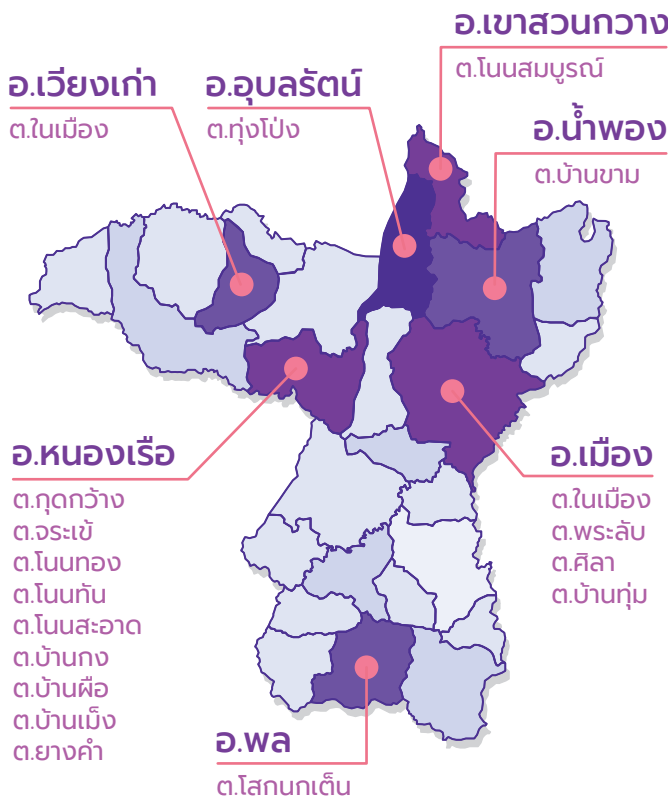 อ.เขาสวนกวาง
ต.โนนสมบูรณ์
อ.เวียงเก่า
ต.ในเมือง
อ.อุบลรัตน์
ต.ทุ่งโป่ง
อ.น้ำพอง
ต.บ้านขาม
อ.หนองเรือ
ต.กุดกว้าง
ต.จระเข้
ต.โนนทอง
ต.โนนทัน
ต.โนนสะอาด
ต.บ้านกง
ต.บ้านผือ
ต.บ้านเม็ง
ต.ยางคำ
อ.เมือง
ต.ในเมือง
ต.พระลับ
ต.ศิลา
ต.บ้านทุ่ม
อ.พล
ต.โสกนกเต็น